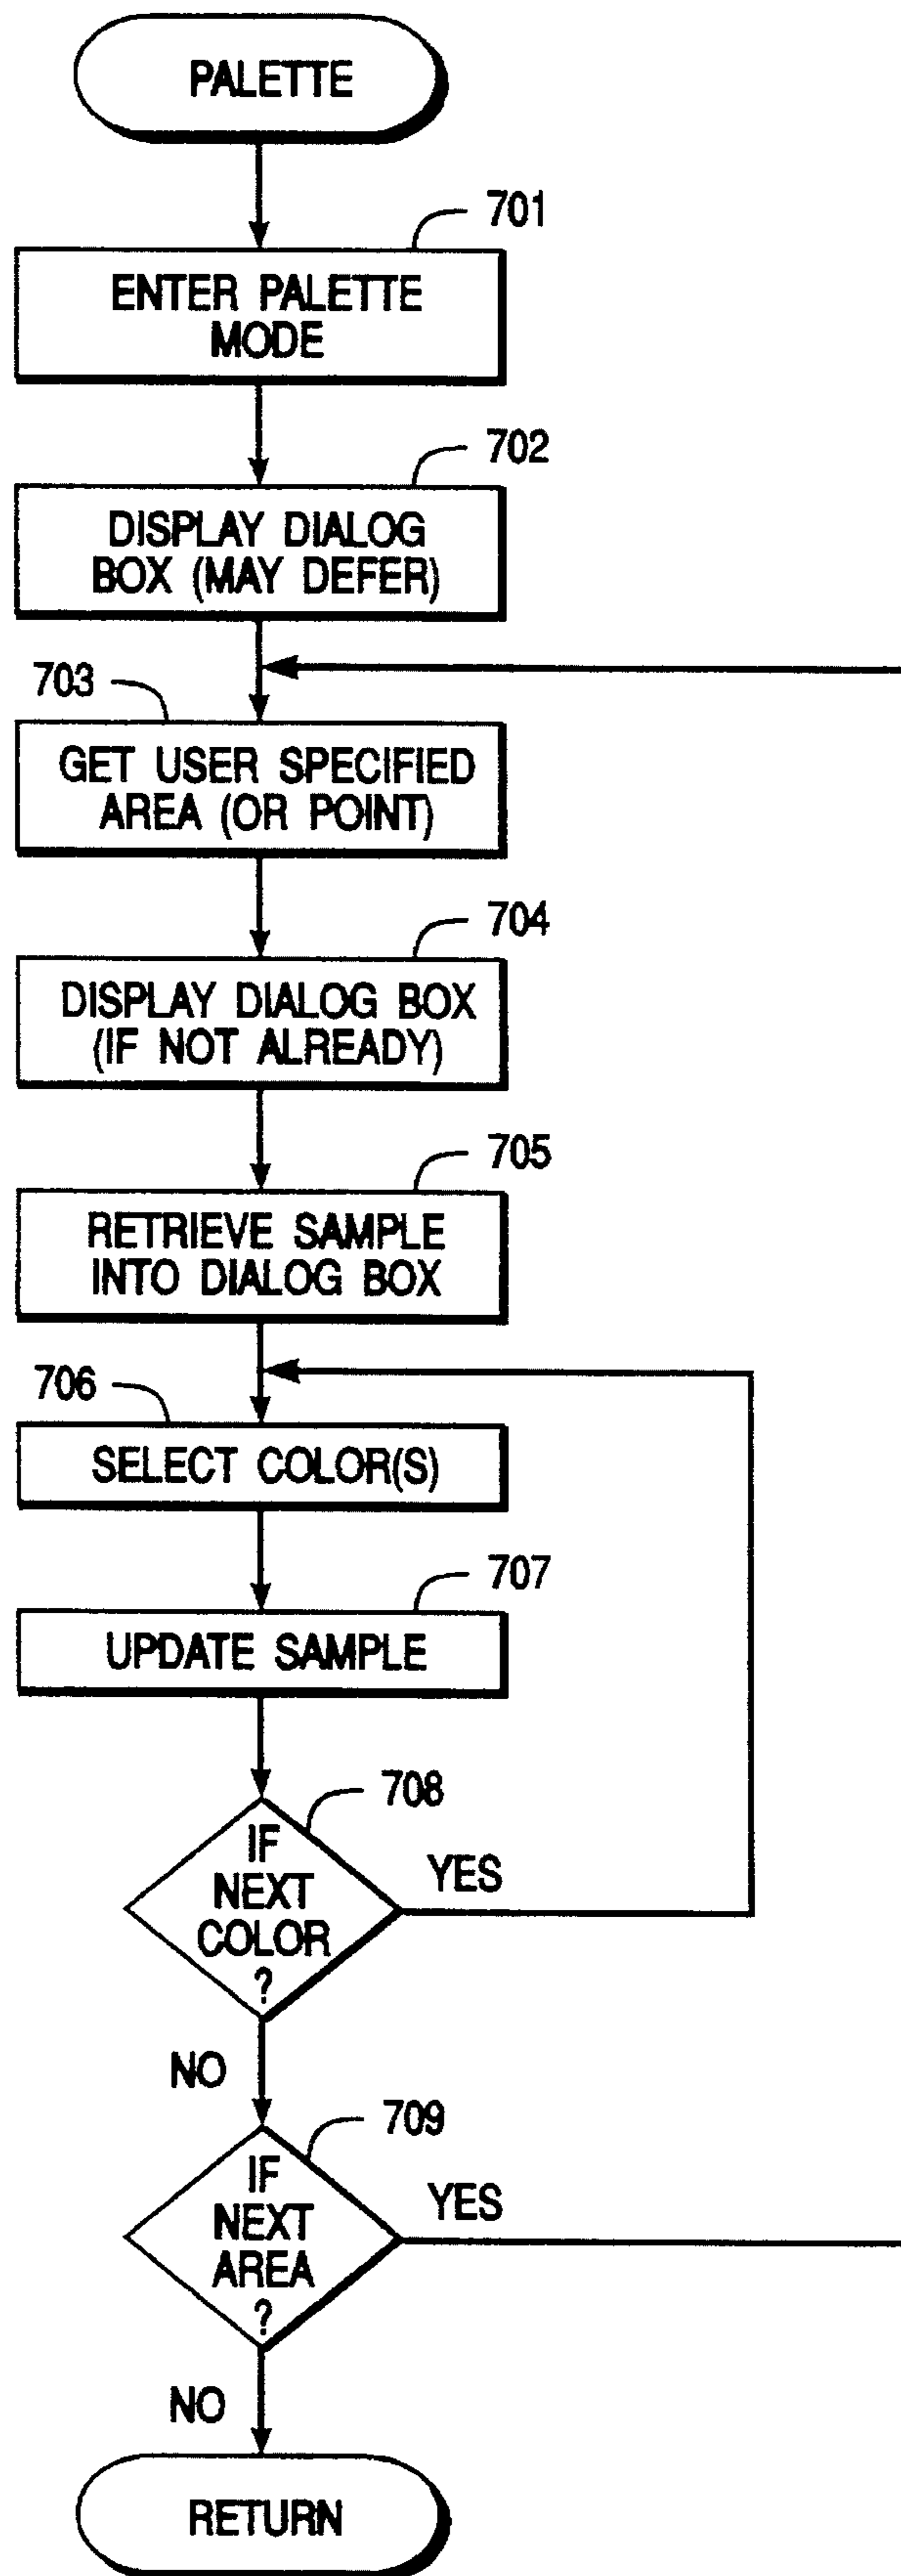 PALETTE
701
ENTER PALETTE
MODE
702
DISPLAY DIALOG
BOX (MAY DEFER)
703
GET USER SPECIFIED
AREA (OR POINT)
704
DISPLAY DIALOG BOX
(IF NOT ALREADY)
705
RETRIEVE SAMPLE
INTO DIALOG BOX
706
SELECT COLOR(S)
707
UPDATE SAMPLE
708
IF
NEXT
COLOR
?
YES
NO
709
IF
NEXT
AREA
?
YES
NO
RETURN